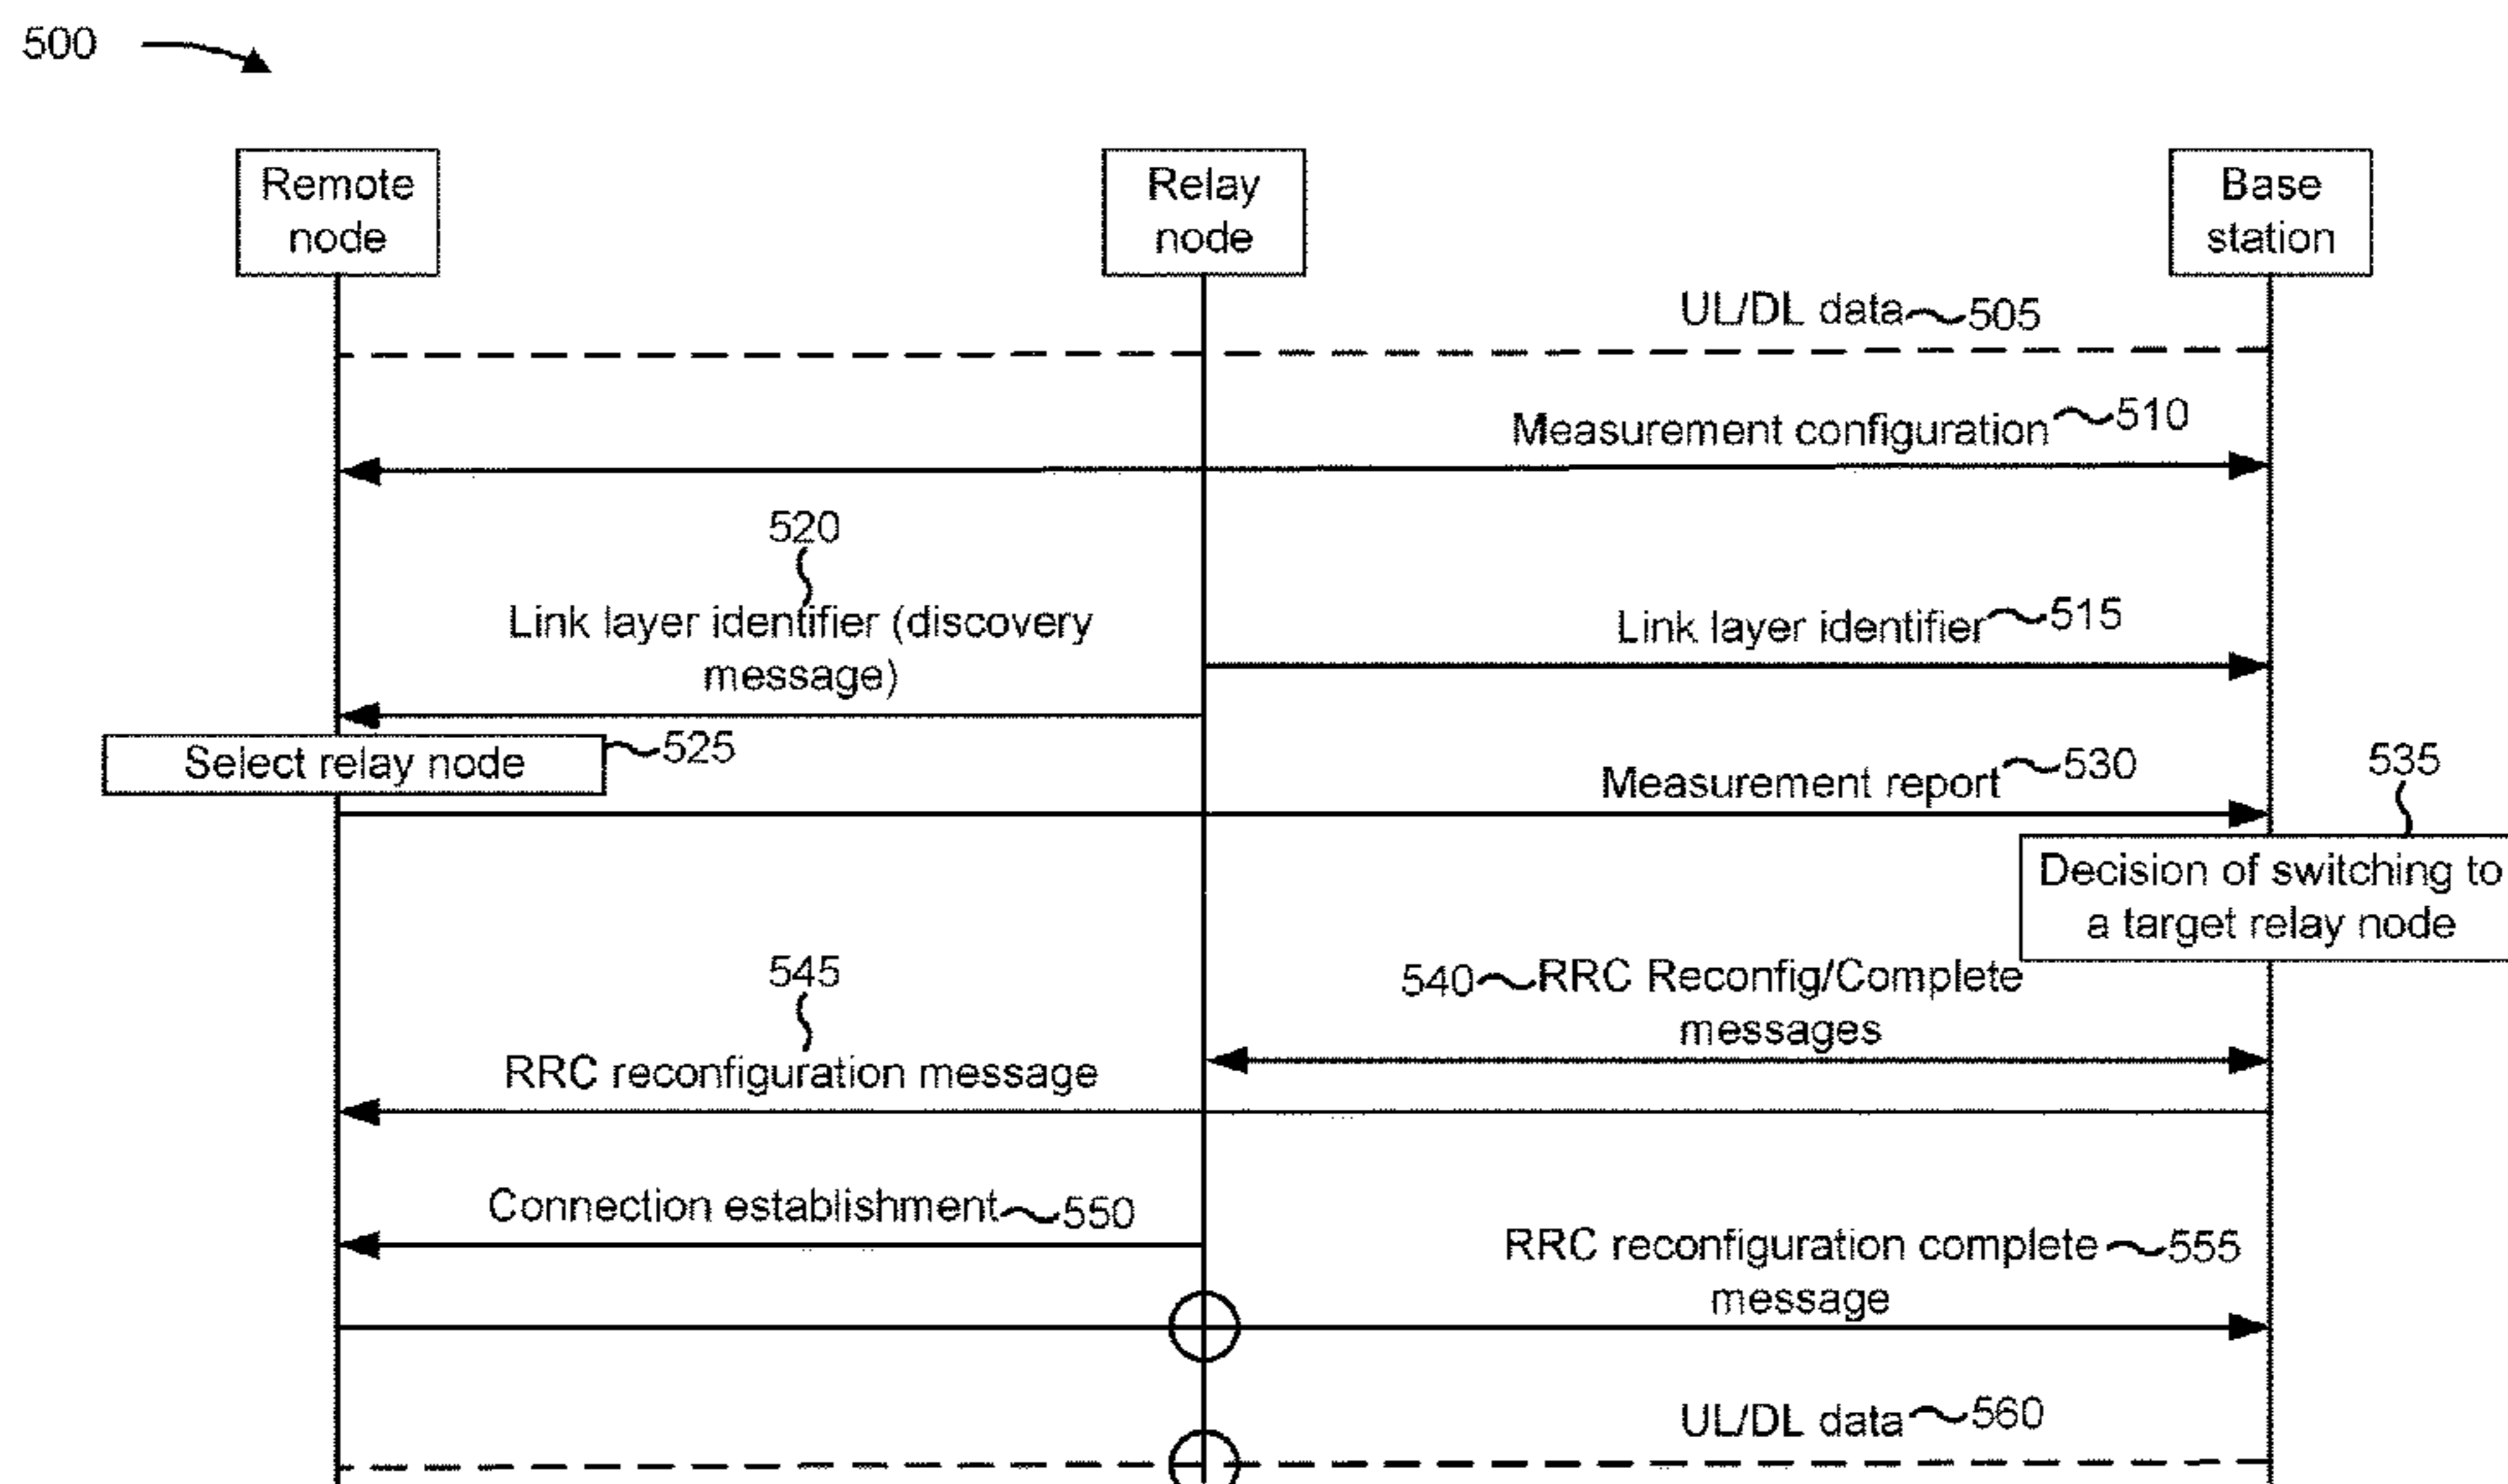 500
Remote
node
Relay
node
Base
station
UL/DL data 505
Measurement configuration 510
520
Link layer identifier (discovery
message)
Link layer identifier 515
Select relay node 525
Measurement report 530
535
Decision of switching to
a target relay node
540 RRC Reconfig/Complete
messages
545
RRC reconfiguration message
Connection establishment 550
RRC reconfiguration complete 555
message
UL/DL data 560